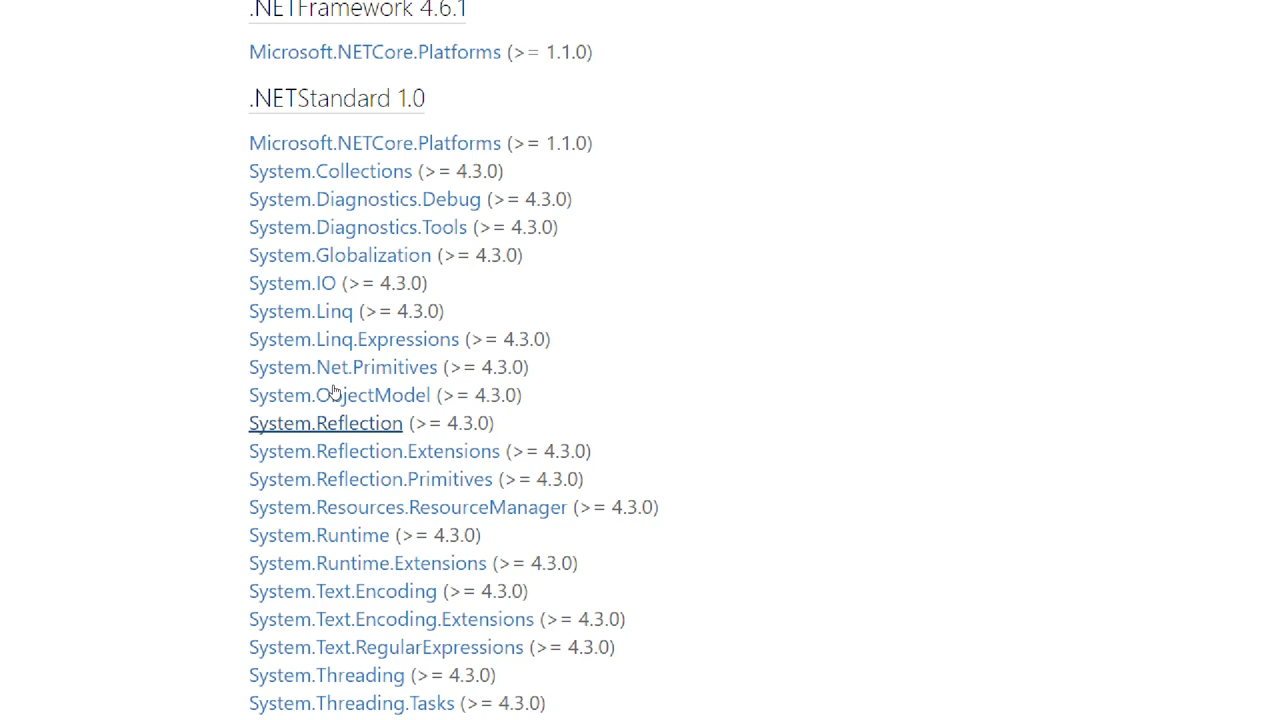 .NETFramework 4.6.1
Microsoft.NETCore.Platforms (>= 1.1.0)
.NETStandard 1.0
Microsoft.NETCore.Platforms (>= 1.1.0)
System.Collections (>= 4.3.0)
System.Diagnostics.Debug (>= 4.3.0)
System.Diagnostics.Tools (>= 4.3.0)
System.Globalization (>= 4.3.0)
System.IO (>= 4.3.0)
System.Linq (>= 4.3.0)
System.Linq.Expressions (>= 4.3.0)
System.Net.Primitives (>= 4.3.0)
System.ObjectModel (>= 4.3.0)
System.Reflection (>= 4.3.0)
System.Reflection.Extensions (>= 4.3.0)
System.Reflection.Primitives (>= 4.3.0)
System.Resources.ResourceManager (>= 4.3.0)
System.Runtime (>= 4.3.0)
System.Runtime.Extensions (>= 4.3.0)
System.Text.Encoding (>= 4.3.0)
System.Text.Encoding.Extensions (>= 4.3.0)
System.Text.RegularExpressions (>= 4.3.0)
System.Threading (>= 4.3.0)
System.Threading.Tasks (>= 4.3.0)